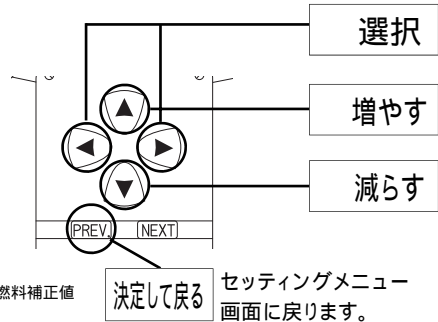 選択
増やす
減らす
PREV.
NEXT
燃料補正値
決定して戻る
セッティングメニュー
画面に戻ります。